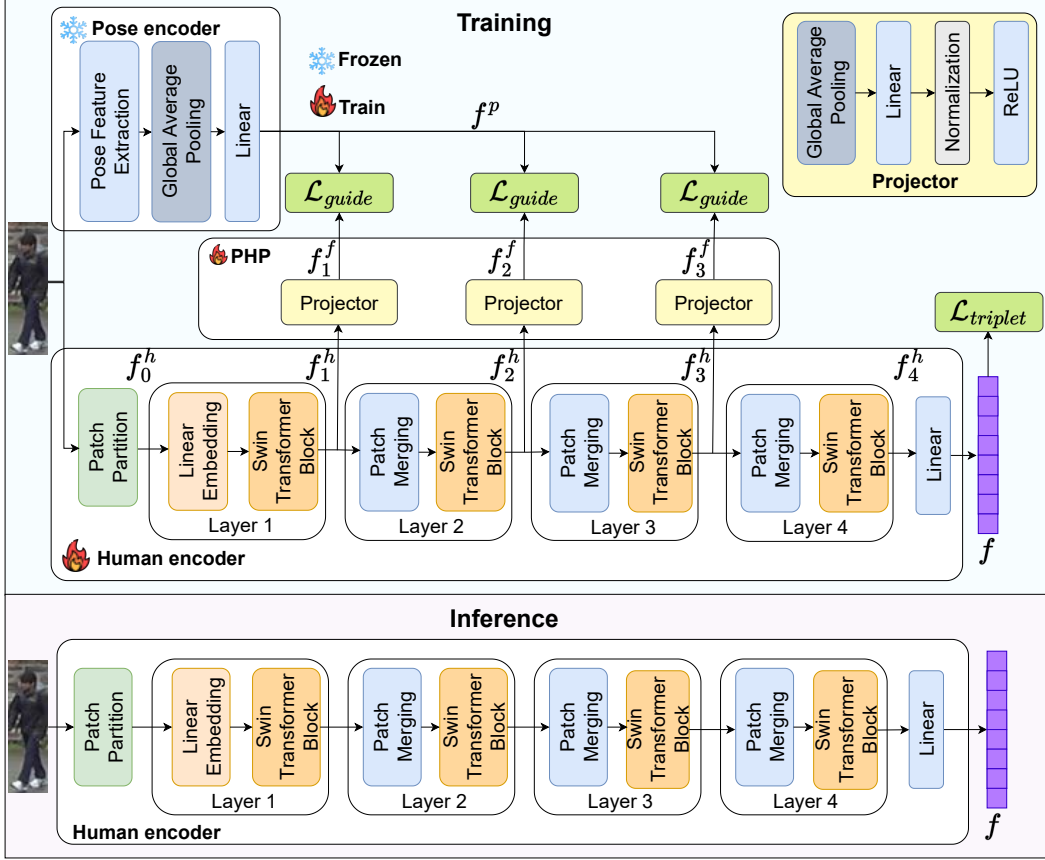 Training
Pose encoder
Pose Feature
Extraction
Global Average
Pooling
Linear
Frozen
Train
f^p
Global Average
Pooling
Linear
Normalization
ReLU
Projector
ℒ_guide
ℒ_guide
ℒ_guide
PHP
f_1^f
f_2^f
f_3^f
Projector
Projector
Projector
ℒ_triplet
f_0^h
f_1^h
f_2^h
f_3^h
f_4^h
Patch
Partition
Linear
Embedding
Swin
Transformer
Block
Layer 1
Patch
Merging
Swin
Transformer
Block
Layer 2
Patch
Merging
Swin
Transformer
Block
Layer 3
Patch
Merging
Swin
Transformer
Block
Layer 4
Linear
f
Human encoder
Inference
Patch
Partition
Linear
Embedding
Swin
Transformer
Block
Layer 1
Patch
Merging
Swin
Transformer
Block
Layer 2
Patch
Merging
Swin
Transformer
Block
Layer 3
Patch
Merging
Swin
Transformer
Block
Layer 4
Linear
f
Human encoder